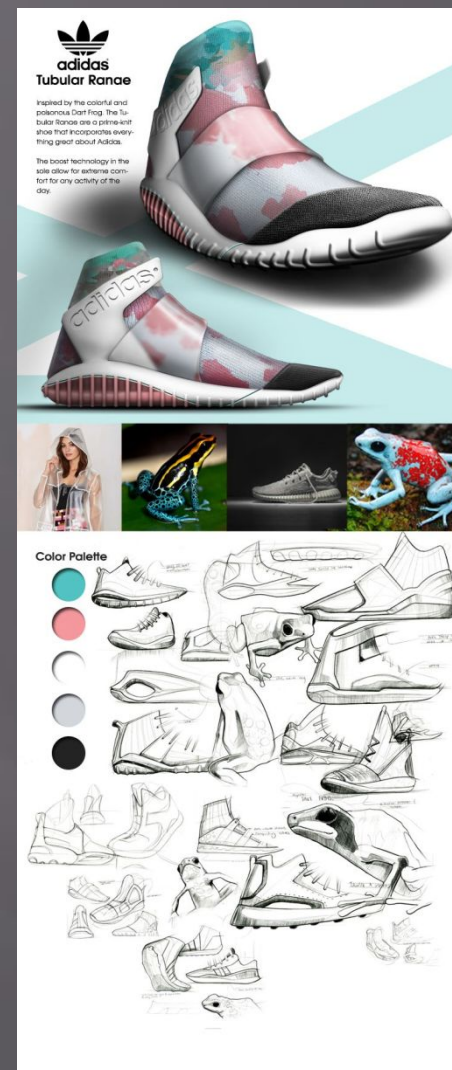 adidas
Tubular Ranae
Inspired by the colorful and
poisonous Dart Frog. The Tu-
bular Ranae are a prime-knit
shoe that incorporates every-
thing great about Adidas.
The boost technology in the
sole allow for extreme com-
fort for any activity of the
day.
adidas
adidas
Color Palette